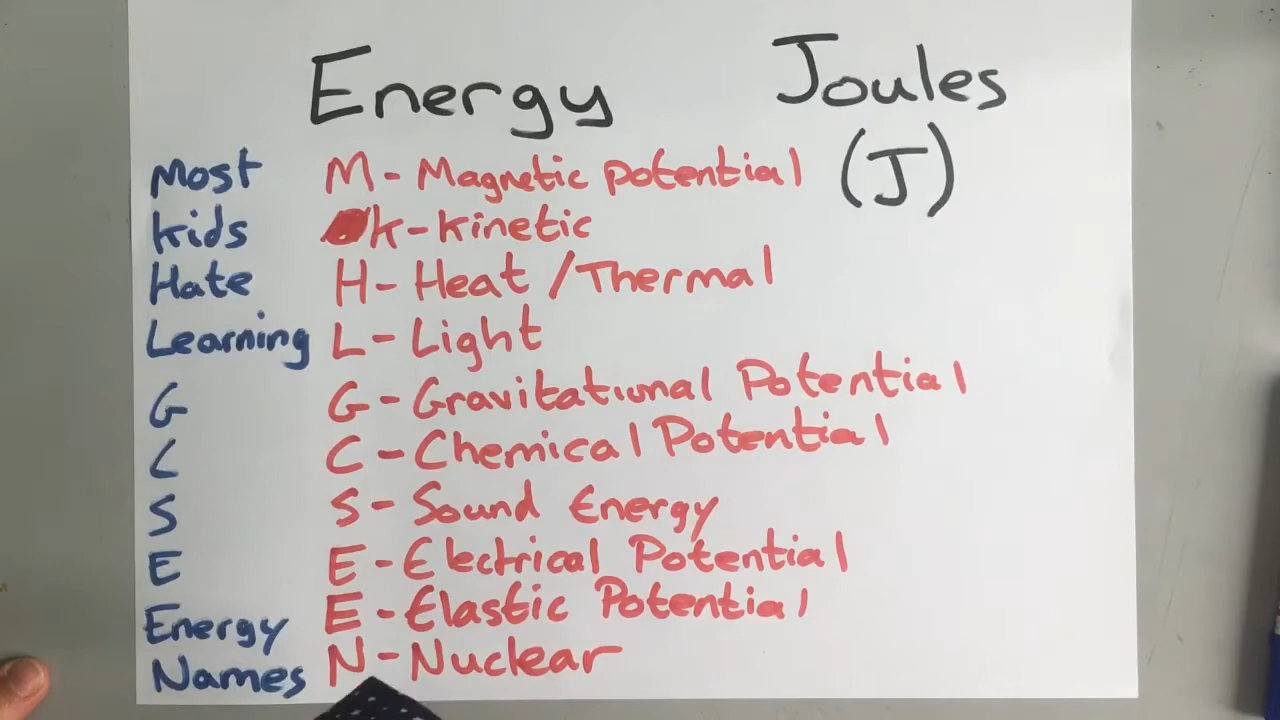 Energy Joules
(J)
Most M - Magnetic potential
kids k - kinetic
Hate H - Heat / Thermal
Learning L - Light
G G - Gravitational Potential
C C - Chemical Potential
S S - Sound Energy
E E - Electrical Potential
Energy E - Elastic Potential
Names N - Nuclear